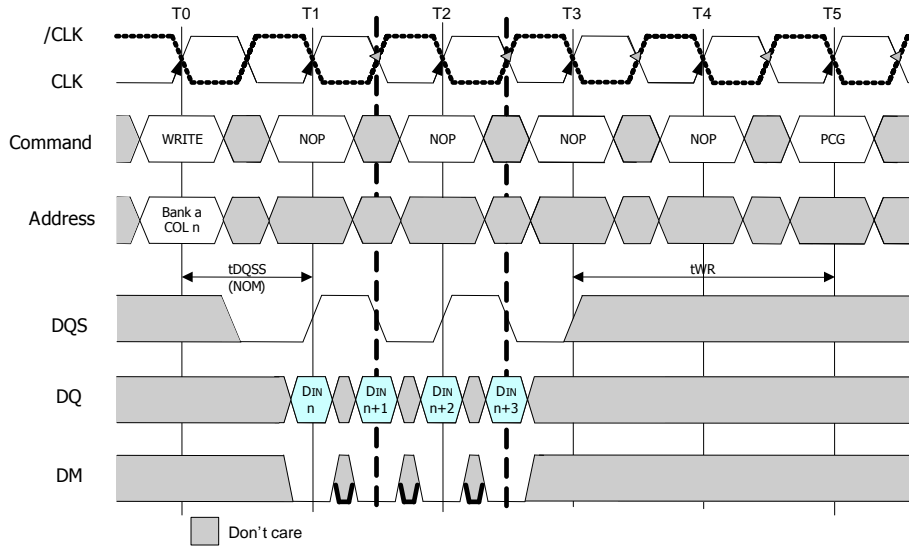 T0 T1 T2 T3 T4 T5
/CLK
CLK
Command WRITE NOP NOP NOP NOP PCG
Address Bank a
COL n
tDQSS
(NOM)
tWR
DQS
DQ DIN
n DIN
n+1 DIN
n+2 DIN
n+3
DM
Don't care